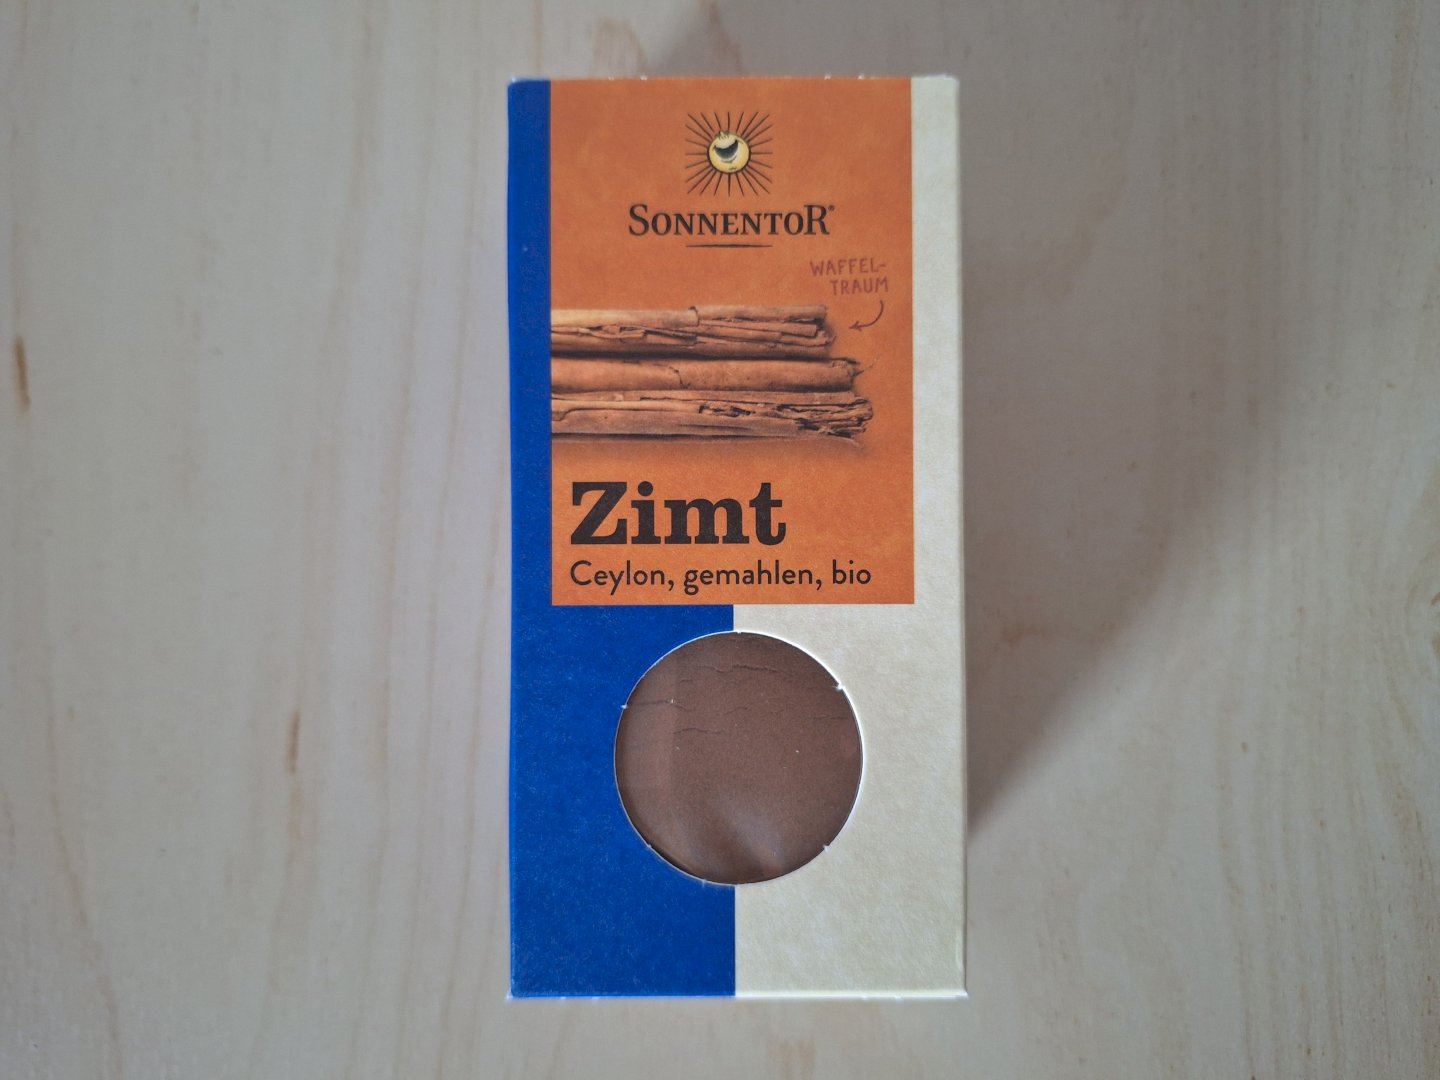 SONNENTOR®
WAFFEL-
TRAUM
Zimt
Ceylon, gemahlen, bio